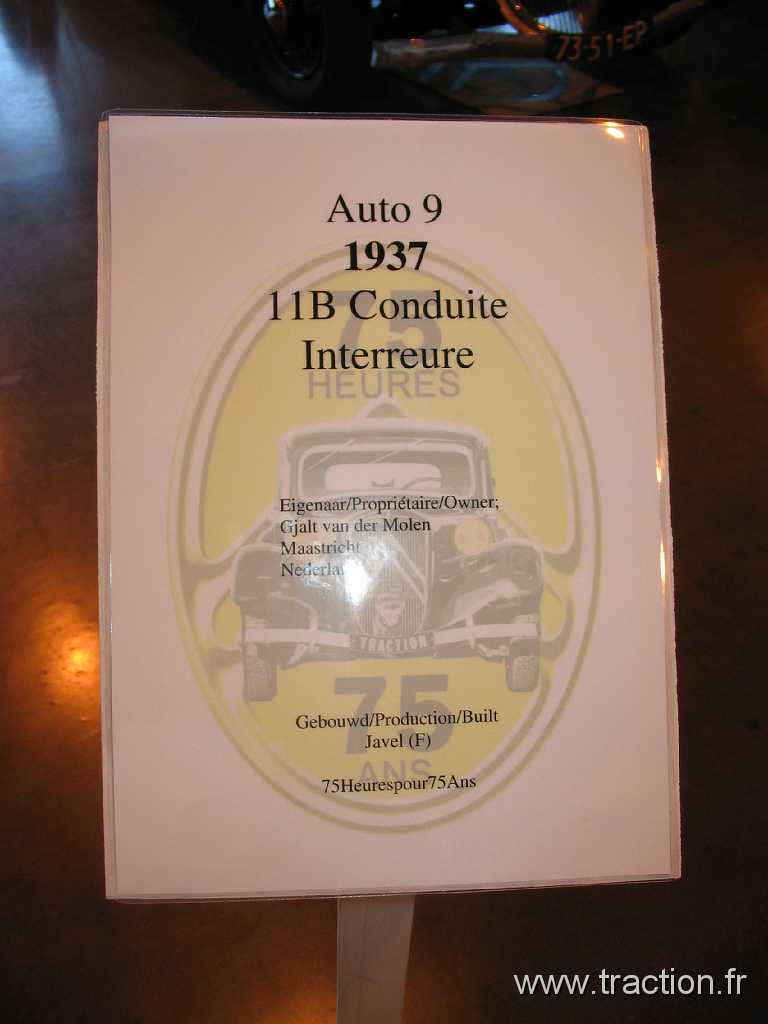 73-51-EP
Auto 9
1937
11B Conduite
Interreure
75
HEURES
Eigenaar/Propriétaire/Owner;
Gjalt van der Molen
Maastricht
TRACTION
75
ANS
Gebouwd/Production/Built
Javel (F)
75Heurespour75Ans
www.traction.fr